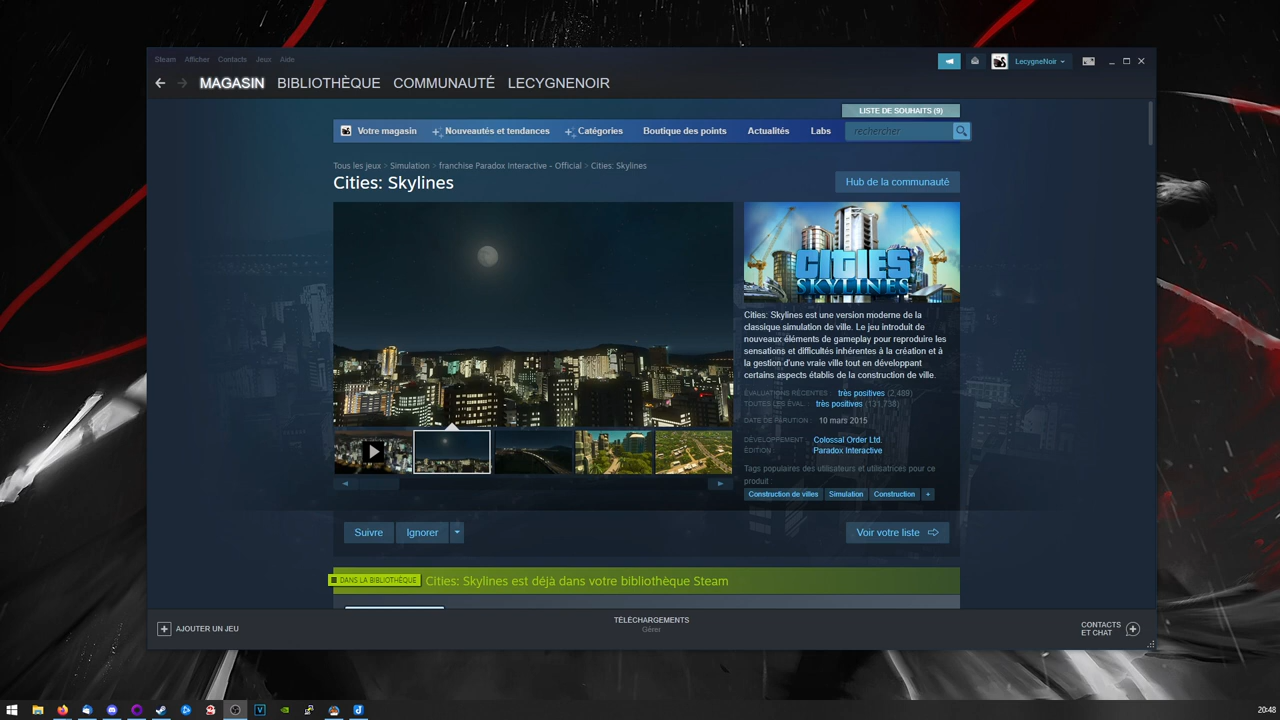 Steam Afficher Contacts Jeux Aide
LecygneNoir
MAGASIN BIBLIOTHÈQUE COMMUNAUTÉ LECYGNENOIR
LISTE DE SOUHAITS (9)
Votre magasin Nouveautés et tendances Catégories Boutique des points Actualités Labs rechercher
Tous les jeux > Simulation > franchise Paradox Interactive - Official > Cities: Skylines
Cities: Skylines
Hub de la communauté
CITIES
SKYLINES
Cities: Skylines est une version moderne de la
classique simulation de ville. Le jeu introduit de
nouveaux éléments de gameplay pour reproduire les
sensations et difficultés inhérentes à la création et à
la gestion d'une vraie ville tout en développant
certains aspects établis de la construction de ville.
ÉVALUATIONS RÉCENTES très positives (2,489)
TOUTES LES ÉVAL. très positives (131,738)
DATE DE PARUTION 10 mars 2015
DÉVELOPPEMENT Colossal Order Ltd.
ÉDITION Paradox Interactive
Tags populaires des utilisateurs et utilisatrices pour ce
produit :
Construction de villes Simulation Construction +
Suivre Ignorer Voir votre liste
DANS LA BIBLIOTHÈQUE Cities: Skylines est déjà dans votre bibliothèque Steam
AJOUTER UN JEU
TÉLÉCHARGEMENTS
Gérer
CONTACTS
ET CHAT
20:48